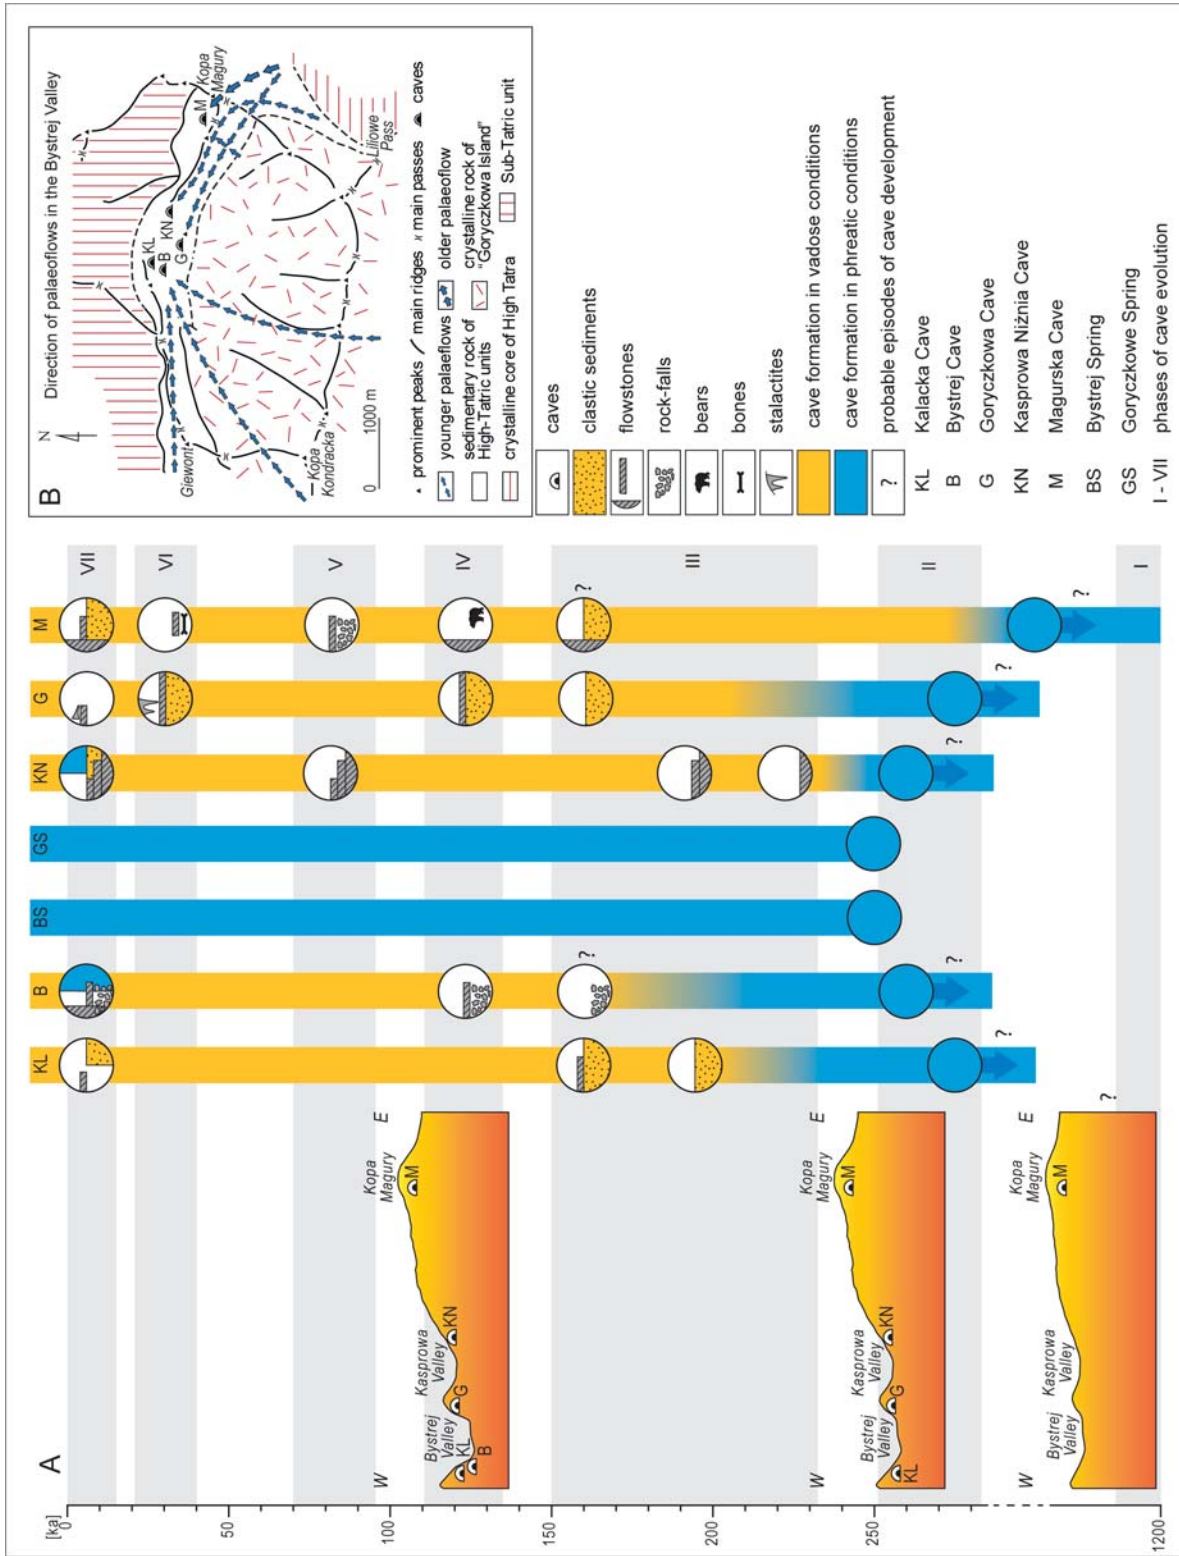 A
[ka]
0
50
100
150
200
250
1200
KL
B
BS
GS
KN
G
M
VII
VI
V
IV
III
II
I
?
?
?
?
?
?
?
?
W
E
Bystrej
Valley
KL
B
G
Kasprowa
Valley
KN
Kopa
Magury
M
W
E
Bystrej
Valley
KL
G
Kasprowa
Valley
KN
Kopa
Magury
M
W
E
Bystrej
Valley
Kasprowa
Valley
Kopa
Magury
M
B
Direction of palaeoflows in the Bystrej Valley
N
Giewont
Kopa
Kondracka
KL
B
KN
G
M
Kopa
Magury
Liliowe
Pass
0
1000 m
prominent peaks
main ridges
x main passes
caves
younger palaeoflows
older palaeoflow
sedimentary rock of
High-Tatric units
crystalline rock of
"Goryczkowa Island"
crystalline core of High Tatra
Sub-Tatric unit
caves
clastic sediments
flowstones
rock-falls
bears
bones
stalactites
cave formation in vadose conditions
cave formation in phreatic conditions
? probable episodes of cave development
KL Kalacka Cave
B Bystrej Cave
G Goryczkowa Cave
KN Kasprowa Niżnia Cave
M Magurska Cave
BS Bystrej Spring
GS Goryczkowe Spring
I - VII phases of cave evolution